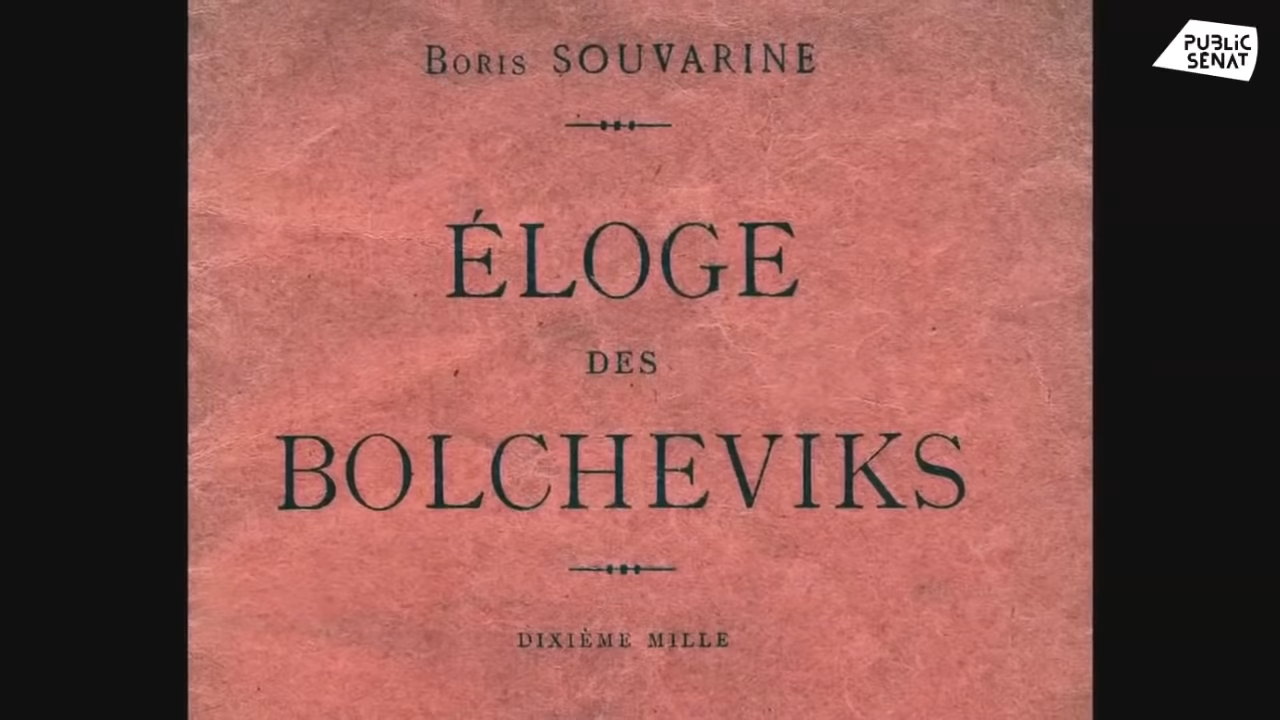 BORIS SOUVARINE
ÉLOGE
DES
BOLCHEVIKS
DIXIÈME MILLE
PUBLIC
SENAT